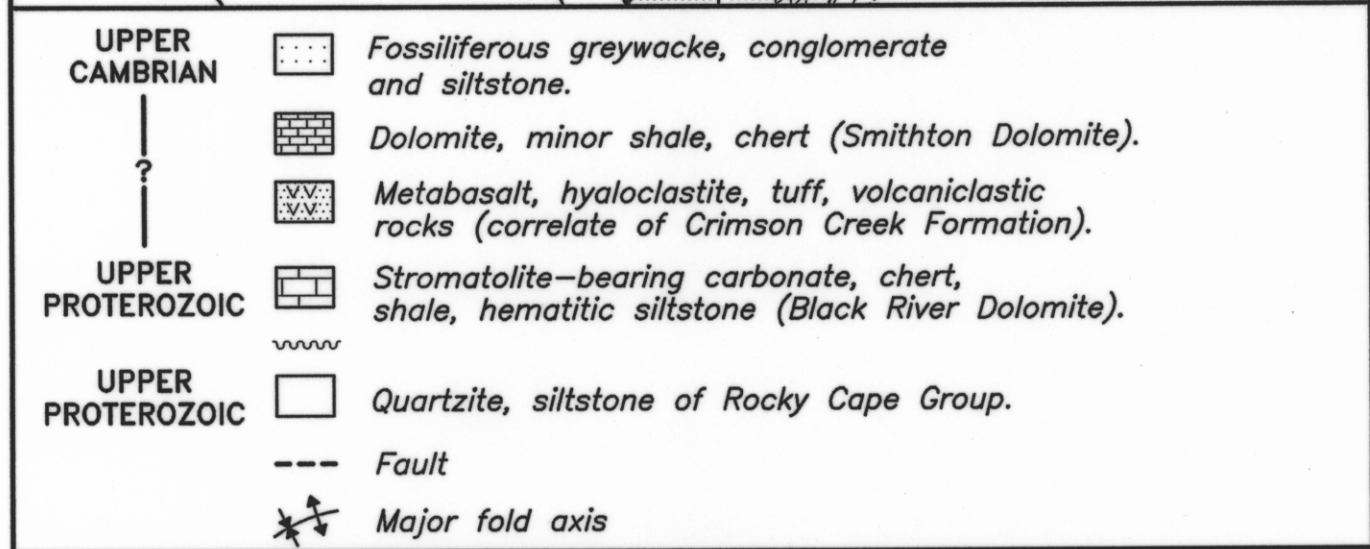 UPPER
CAMBRIAN
Fossiliferous greywacke, conglomerate
and siltstone.
Dolomite, minor shale, chert (Smithton Dolomite).
?
Metabasalt, hyaloclastite, tuff, volcaniclastic
rocks (correlate of Crimson Creek Formation).
UPPER
PROTEROZOIC
Stromatolite-bearing carbonate, chert,
shale, hematitic siltstone (Black River Dolomite).
UPPER
PROTEROZOIC
Quartzite, siltstone of Rocky Cape Group.
Fault
Major fold axis